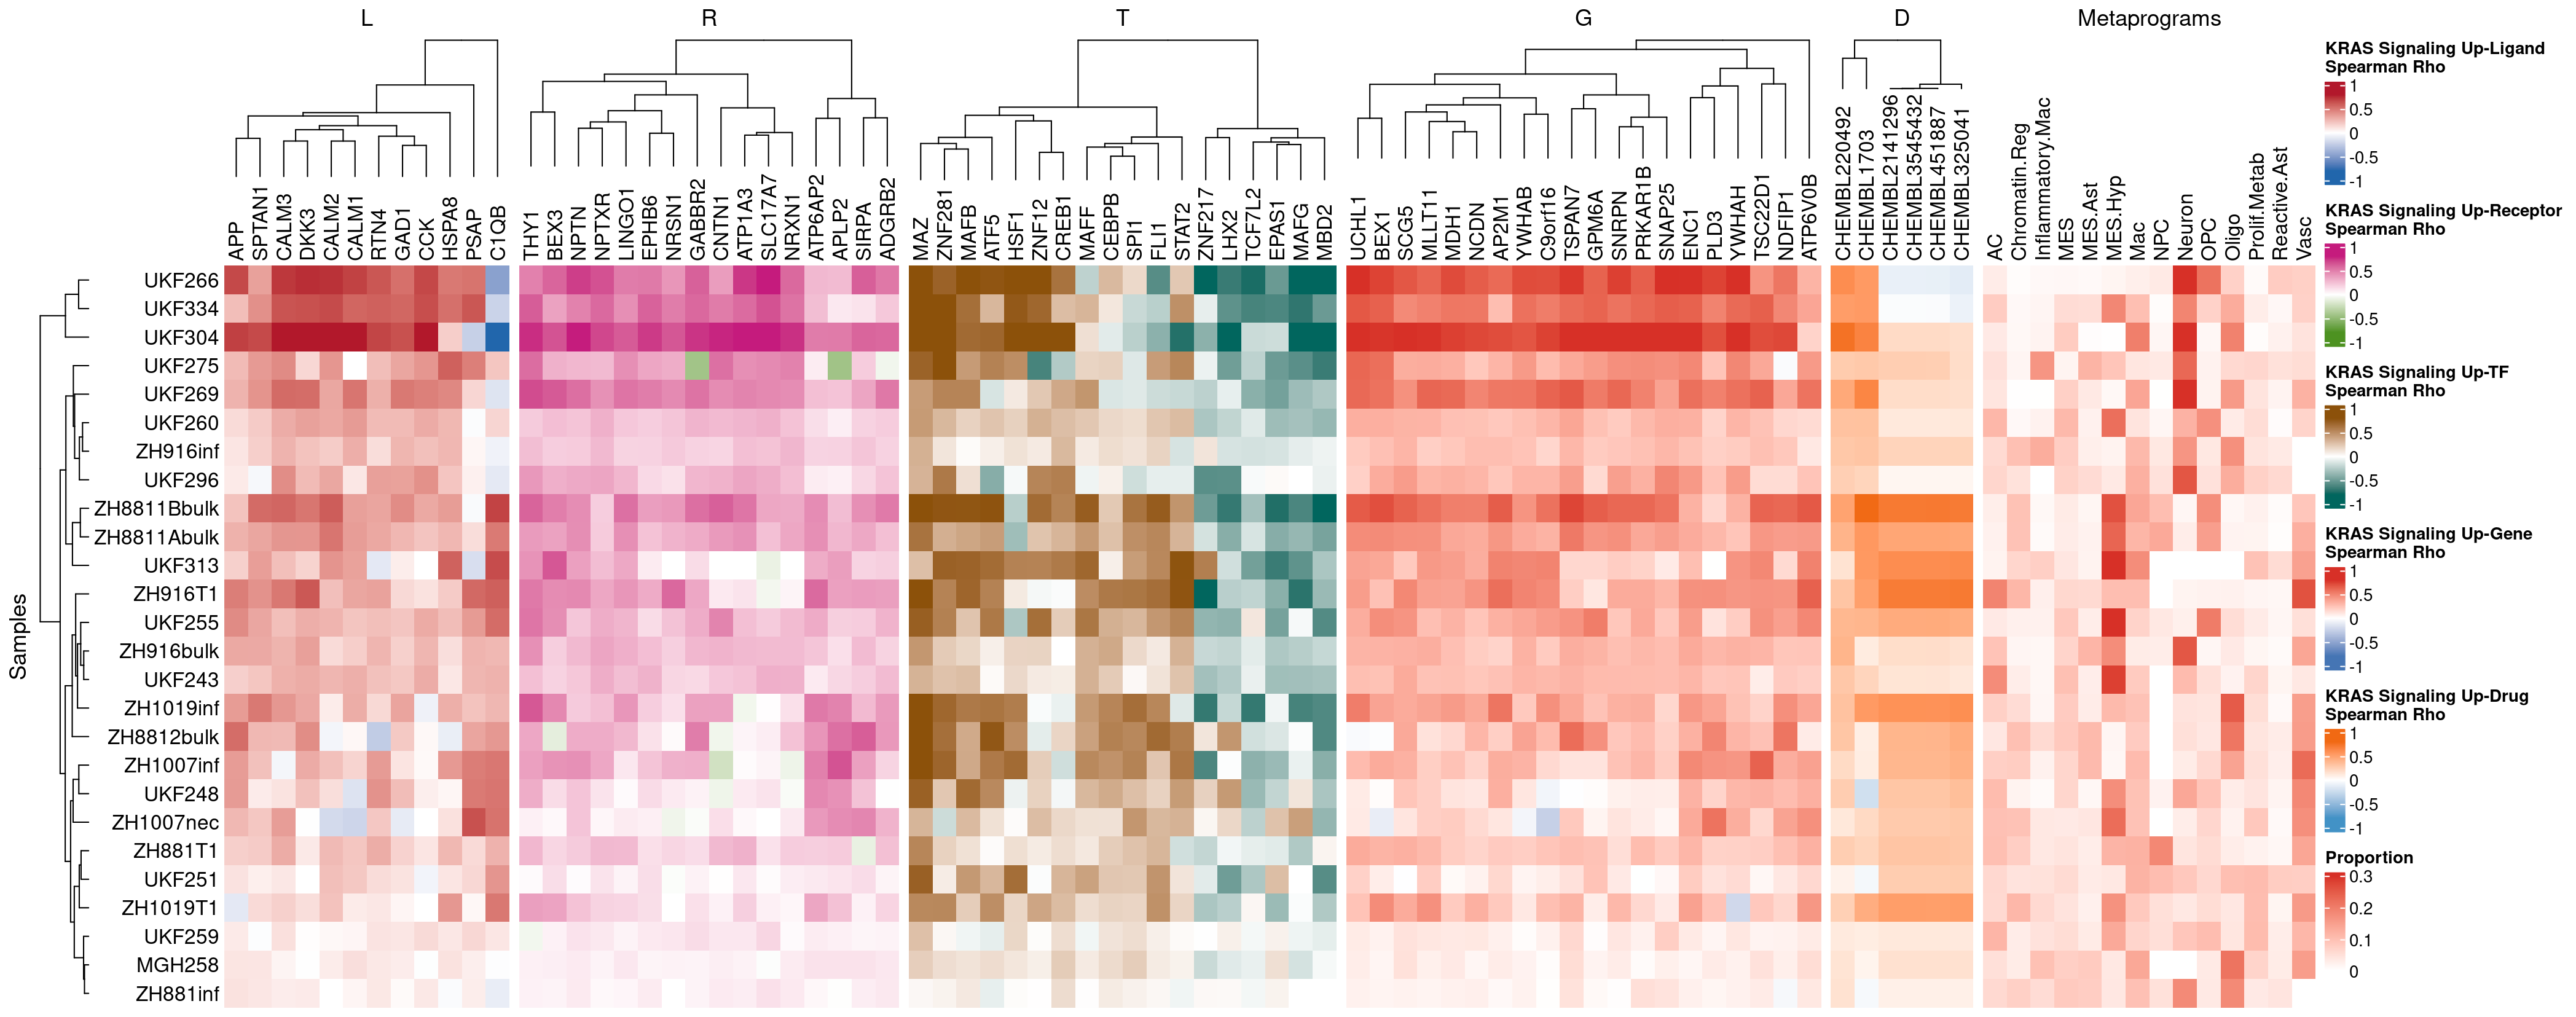 L R T G D Metaprograms
APP SPTAN1 CALM3 DKK3 CALM2 CALM1 RTN4 GAD1 CCK HSPA8 PSAP C1QB
THY1 BEX3 NPTN NPTXR LINGO1 EPHB6 NRSN1 GABBR2 CNTN1 ATP1A3 SLC17A7 NRXN1 ATP6AP2 APLP2 SIRPA ADGRB2
MAZ ZNF281 MAFB ATF5 HSF1 ZNF12 CREB1 MAFF CEBPB SPI1 FLI1 STAT2 ZNF217 LHX2 TCF7L2 EPAS1 MAFG MBD2
UCHL1 BEX1 SCG5 MLLT11 MDH1 NCDN AP2M1 YWHAB C9orf16 TSPAN7 GPM6A SNRPN PRKAR1B SNAP25 ENC1 PLD3 YWHAH TSC22D1 NDFIP1 ATP6V0B
CHEMBL220492 CHEMBL1703 CHEMBL2141296 CHEMBL3545432 CHEMBL451887 CHEMBL325041
AC Chromatin.Reg Inflammatory.Mac MES MES.Ast MES.Hyp Mac NPC Neuron OPC Oligo Prolif.Metab Reactive.Ast Vasc
Samples
UKF266
UKF334
UKF304
UKF275
UKF269
UKF260
ZH916inf
UKF296
ZH8811Bbulk
ZH8811Abulk
UKF313
ZH916T1
UKF255
ZH916bulk
UKF243
ZH1019inf
ZH8812bulk
ZH1007inf
UKF248
ZH1007nec
ZH881T1
UKF251
ZH1019T1
UKF259
MGH258
ZH881inf
KRAS Signaling Up-Ligand
Spearman Rho
1
0.5
0
-0.5
-1
KRAS Signaling Up-Receptor
Spearman Rho
1
0.5
0
-0.5
-1
KRAS Signaling Up-TF
Spearman Rho
1
0.5
0
-0.5
-1
KRAS Signaling Up-Gene
Spearman Rho
1
0.5
0
-0.5
-1
KRAS Signaling Up-Drug
Spearman Rho
1
0.5
0
-0.5
-1
Proportion
0.3
0.2
0.1
0